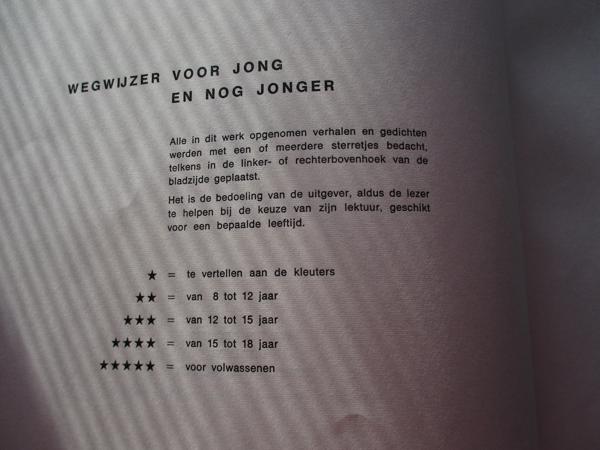 WEGWIJZER VOOR JONG
EN NOG JONGER
Alle in dit werk opgenomen verhalen en gedichten
werden met een of meerdere sterretjes bedacht,
telkens in de linker- of rechterbovenhoek van de
bladzijde geplaatst.
Het is de bedoeling van de uitgever, aldus de lezer
te helpen bij de keuze van zijn lektuur, geschikt
voor een bepaalde leeftijd.
★ = te vertellen aan de kleuters
★★ = van 8 tot 12 jaar
★★★ = van 12 tot 15 jaar
★★★★ = van 15 tot 18 jaar
★★★★★ = voor volwassenen